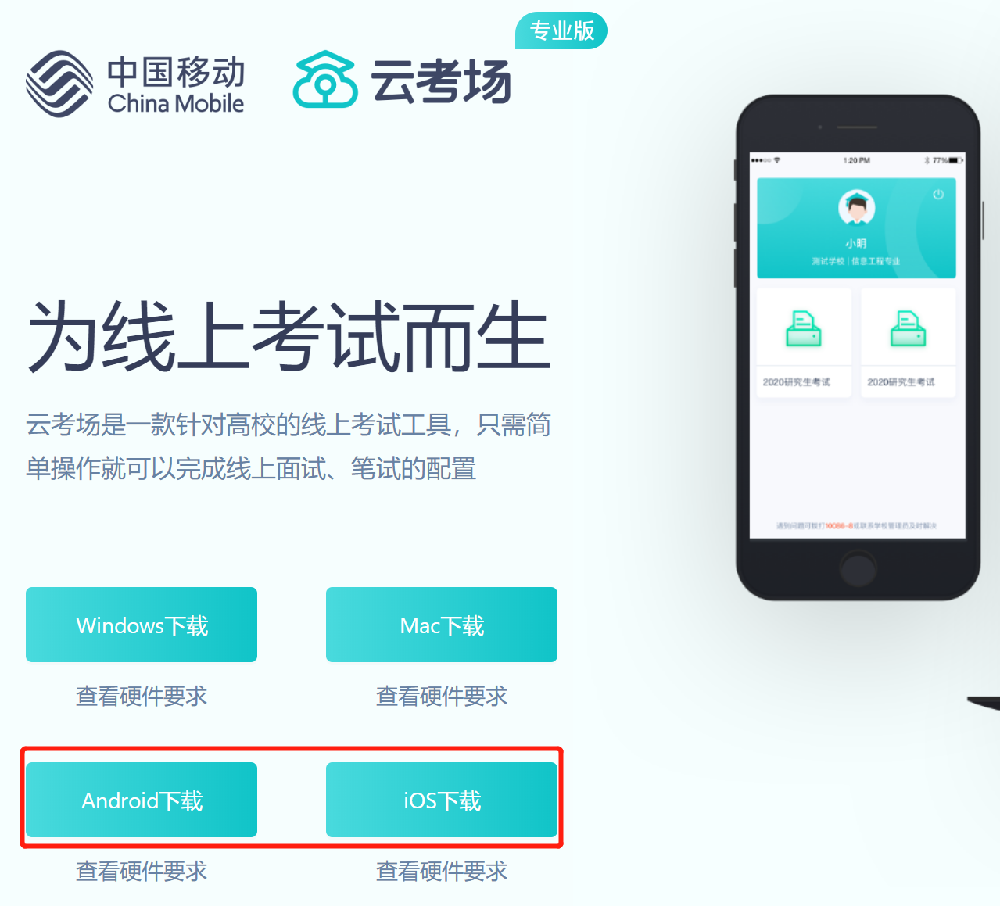 专业版
中国移动
China Mobile
云考场
为线上考试而生
云考场是一款针对高校的线上考试工具，只需简
单操作就可以完成线上面试、笔试的配置
Windows下载
Mac下载
查看硬件要求
查看硬件要求
Android下载
iOS下载
查看硬件要求
查看硬件要求
1:20 PM
77%
小明
测试学校 | 信息工程专业
2020研究生考试
2020研究生考试
遇到问题可拨打10086-8或联系学校管理员及时解决